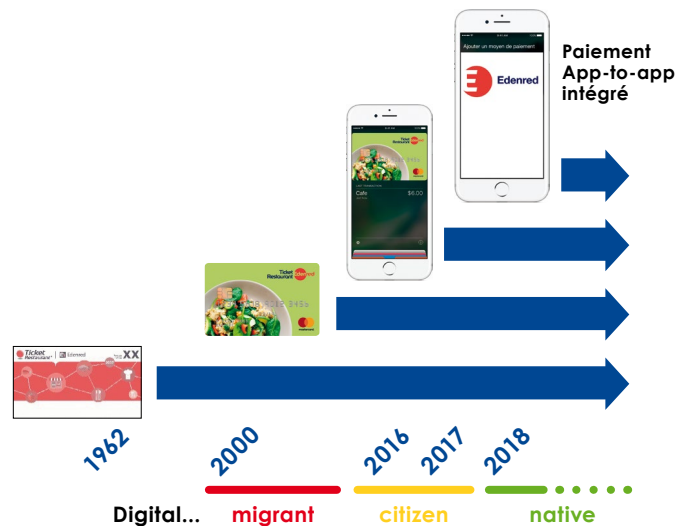 Ajouter un moyen de paiement
Edenred
Paiement
App-to-app
intégré
Ticket
Restaurant
Edenred
Cafe
$6.00
Ticket
Restaurant
Edenred
Ticket
Restaurant
Edenred
XX
1962
2000
2016
2017
2018
Digital... migrant citizen native